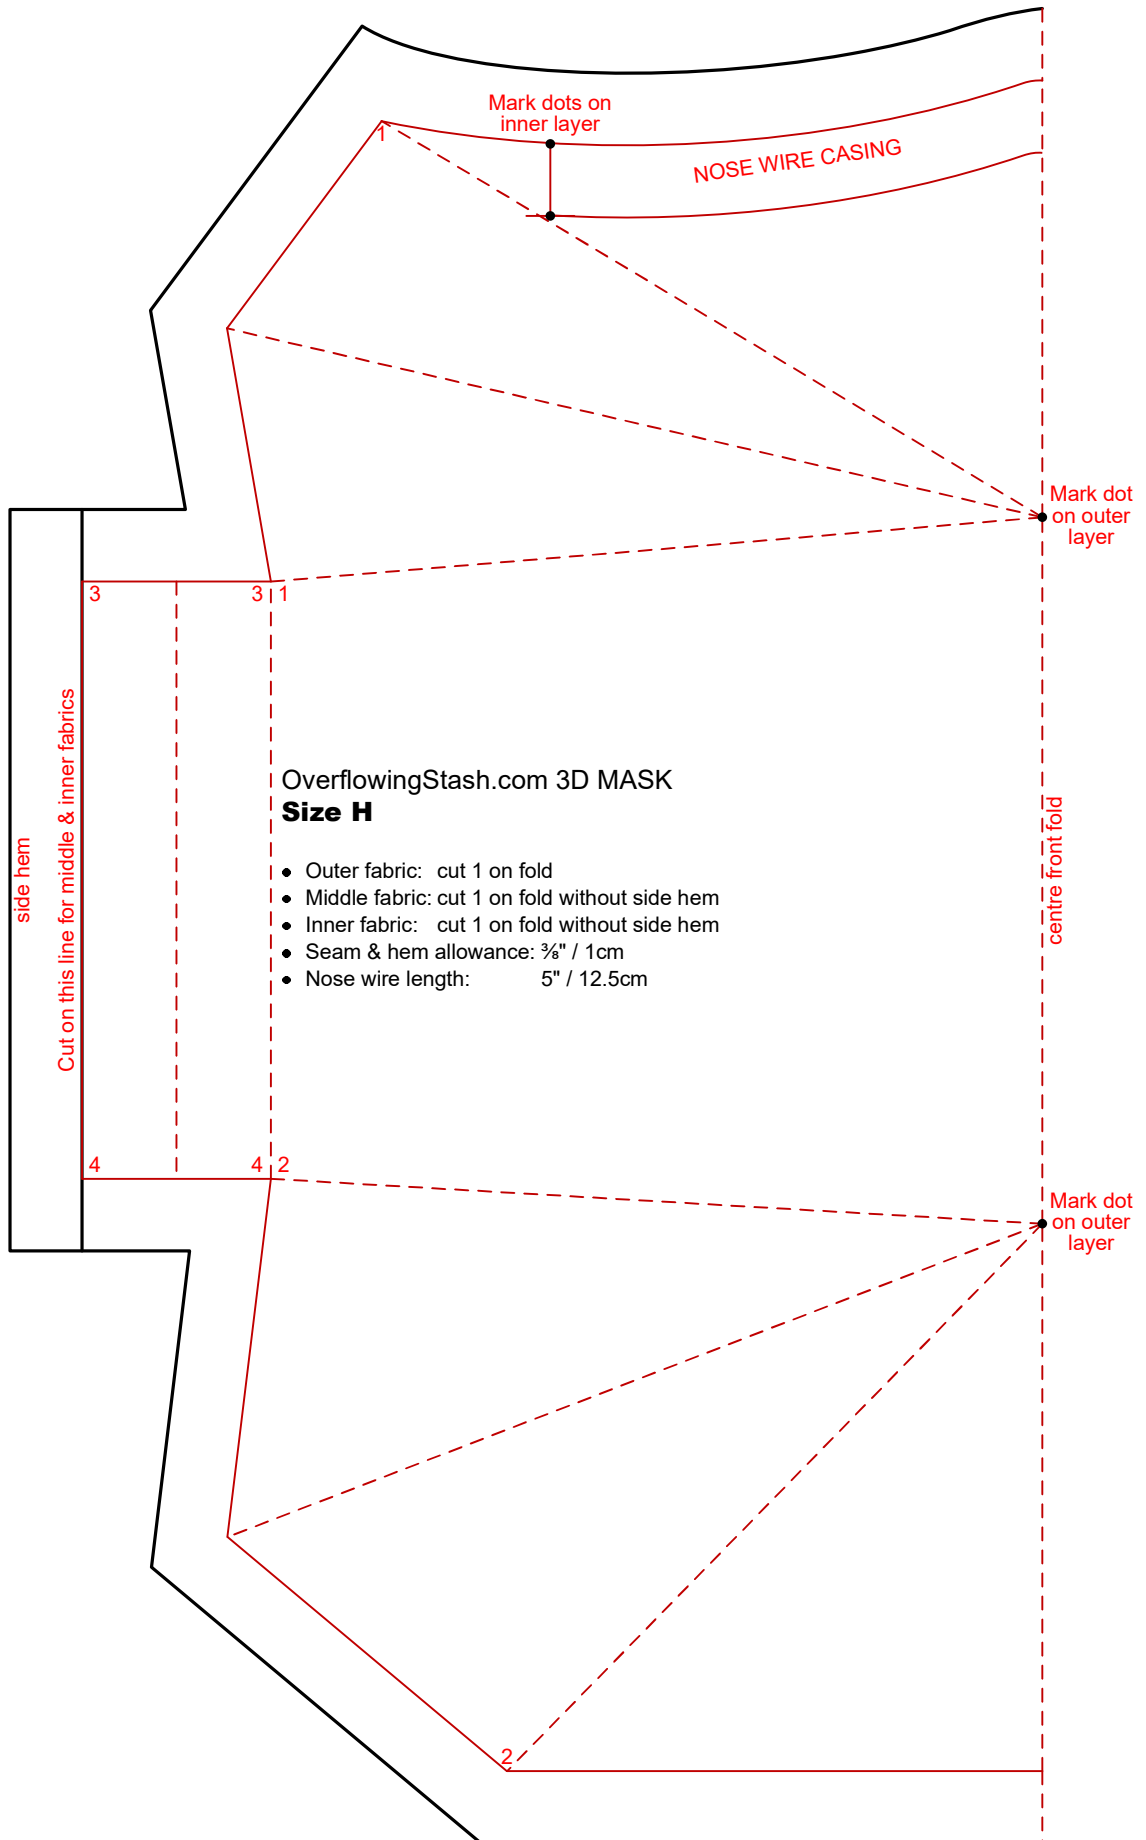 Mark dots on
inner layer
NOSE WIRE CASING
1
Mark dot
on outer
layer
3
3
1
side hem
Cut on this line for middle & inner fabrics
OverflowingStash.com 3D MASK
Size H
• Outer fabric: cut 1 on fold
• Middle fabric: cut 1 on fold without side hem
• Inner fabric: cut 1 on fold without side hem
• Seam & hem allowance: ⅜" / 1cm
• Nose wire length: 5" / 12.5cm
centre front fold
4
4
2
Mark dot
on outer
layer
2